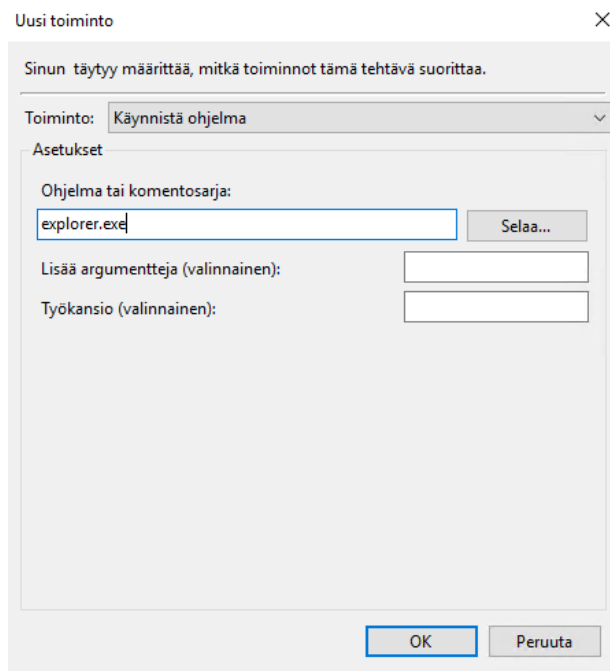 Uusi toiminto
Sinun täytyy määrittää, mitkä toiminnot tämä tehtävä suorittaa.
Toiminto: Käynnistä ohjelma
Asetukset
Ohjelma tai komentosarja:
explorer.exe Selaa...
Lisää argumentteja (valinnainen):
Työkansio (valinnainen):
OK Peruuta